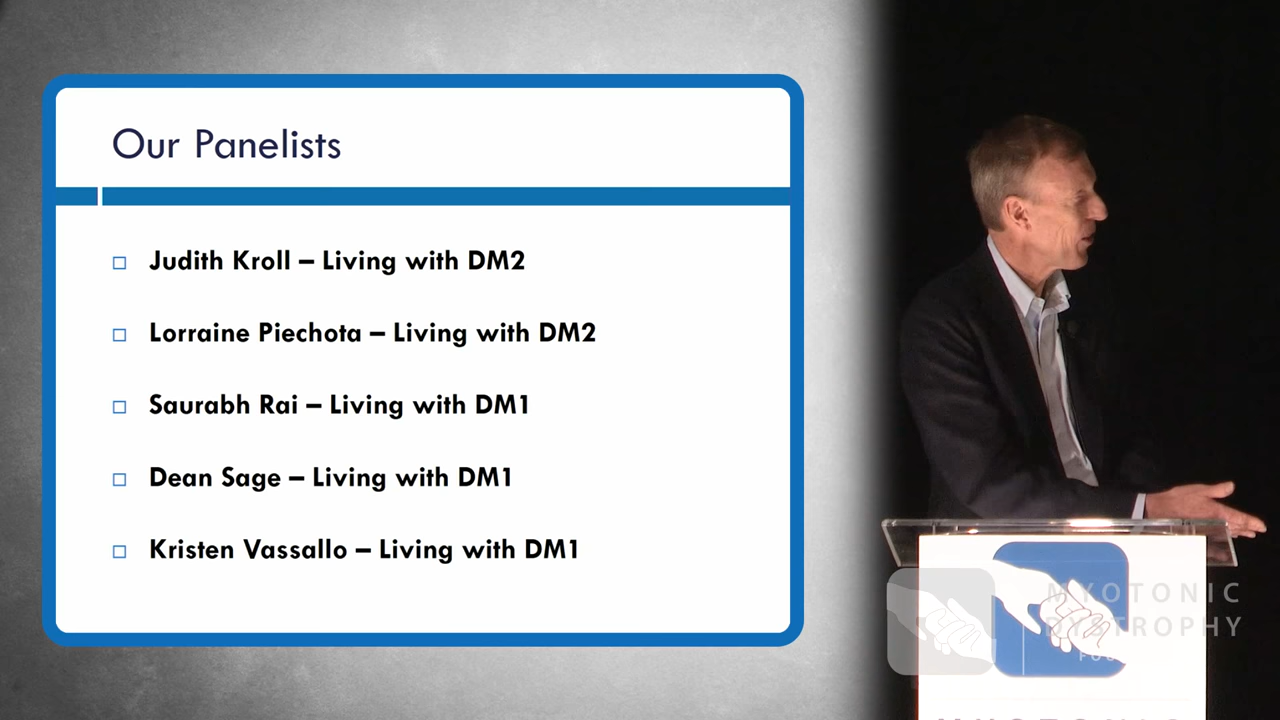 Our Panelists
Judith Kroll – Living with DM2
Lorraine Piechota – Living with DM2
Saurabh Rai – Living with DM1
Dean Sage – Living with DM1
Kristen Vassallo – Living with DM1
MYOTONIC
DYSTROPHY